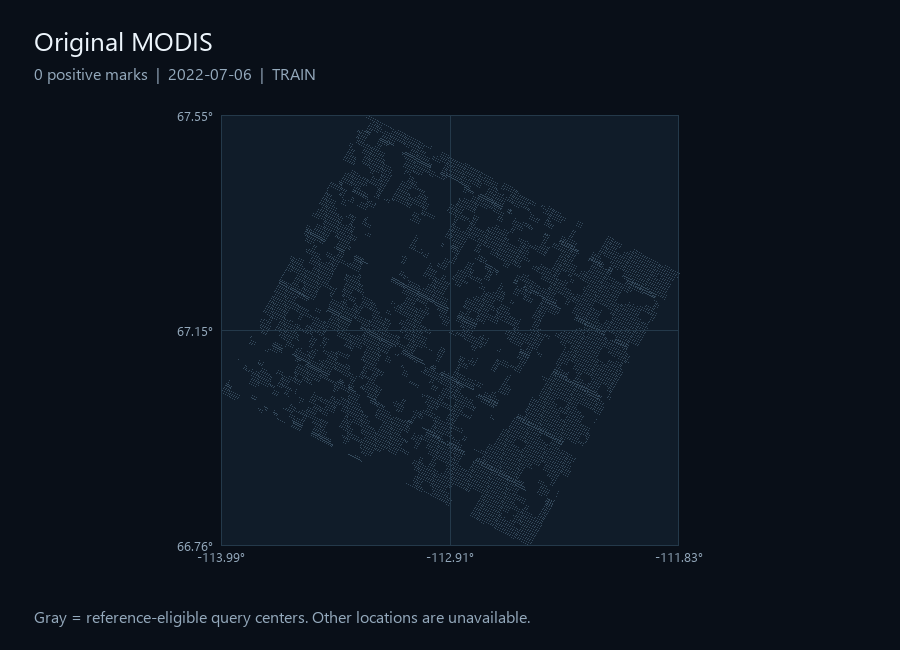 Original MODIS
0 positive marks | 2022-07-06 | TRAIN
67.55°
67.15°
66.76°
-113.99°
-112.91°
-111.83°
Gray = reference-eligible query centers. Other locations are unavailable.